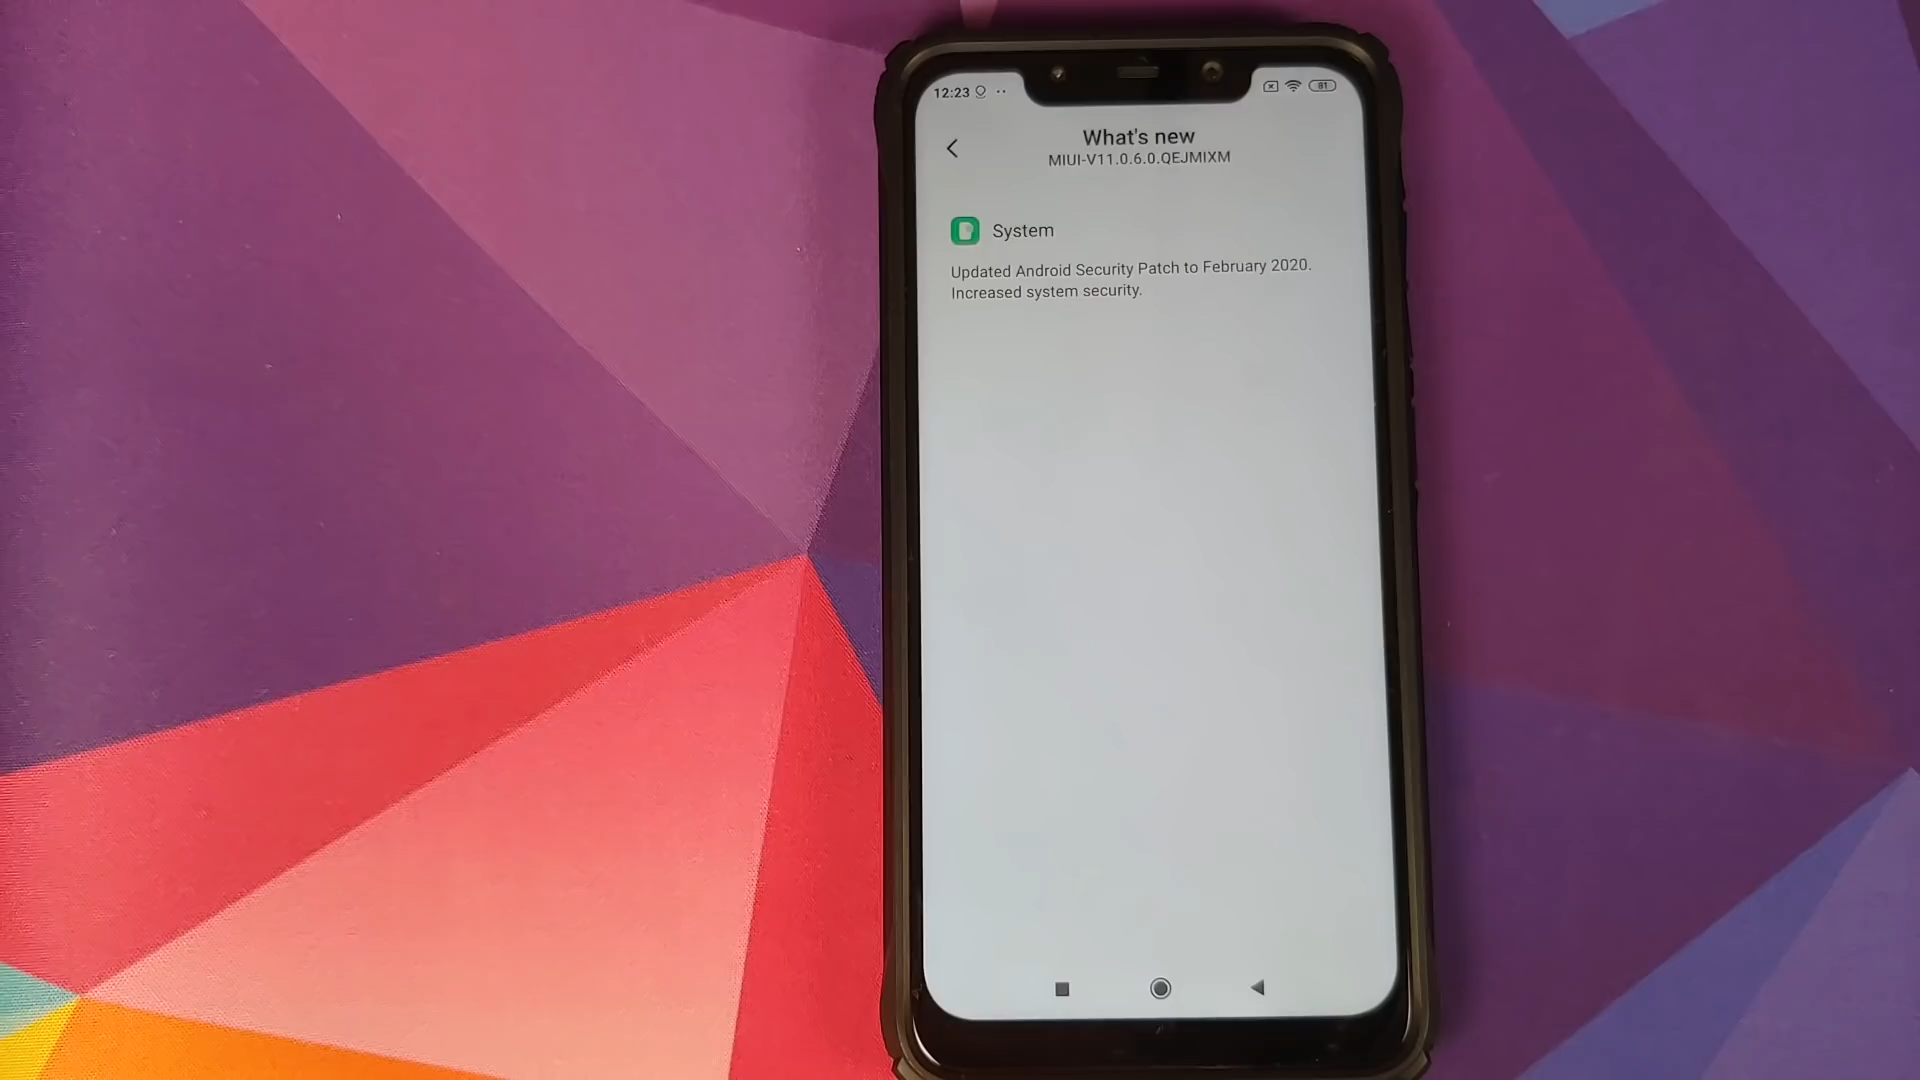 12:23
81
What's new
MIUI-V11.0.6.0.QEJMIXM
System
Updated Android Security Patch to February 2020.
Increased system security.